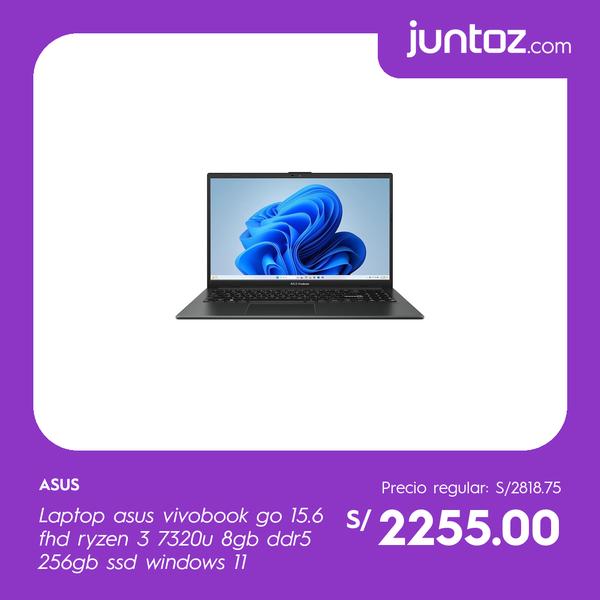 juntoz.com
ASUS
Precio regular: S/2818.75
Laptop asus vivobook go 15.6
fhd ryzen 3 7320u 8gb ddr5
256gb ssd windows 11
S/ 2255.00